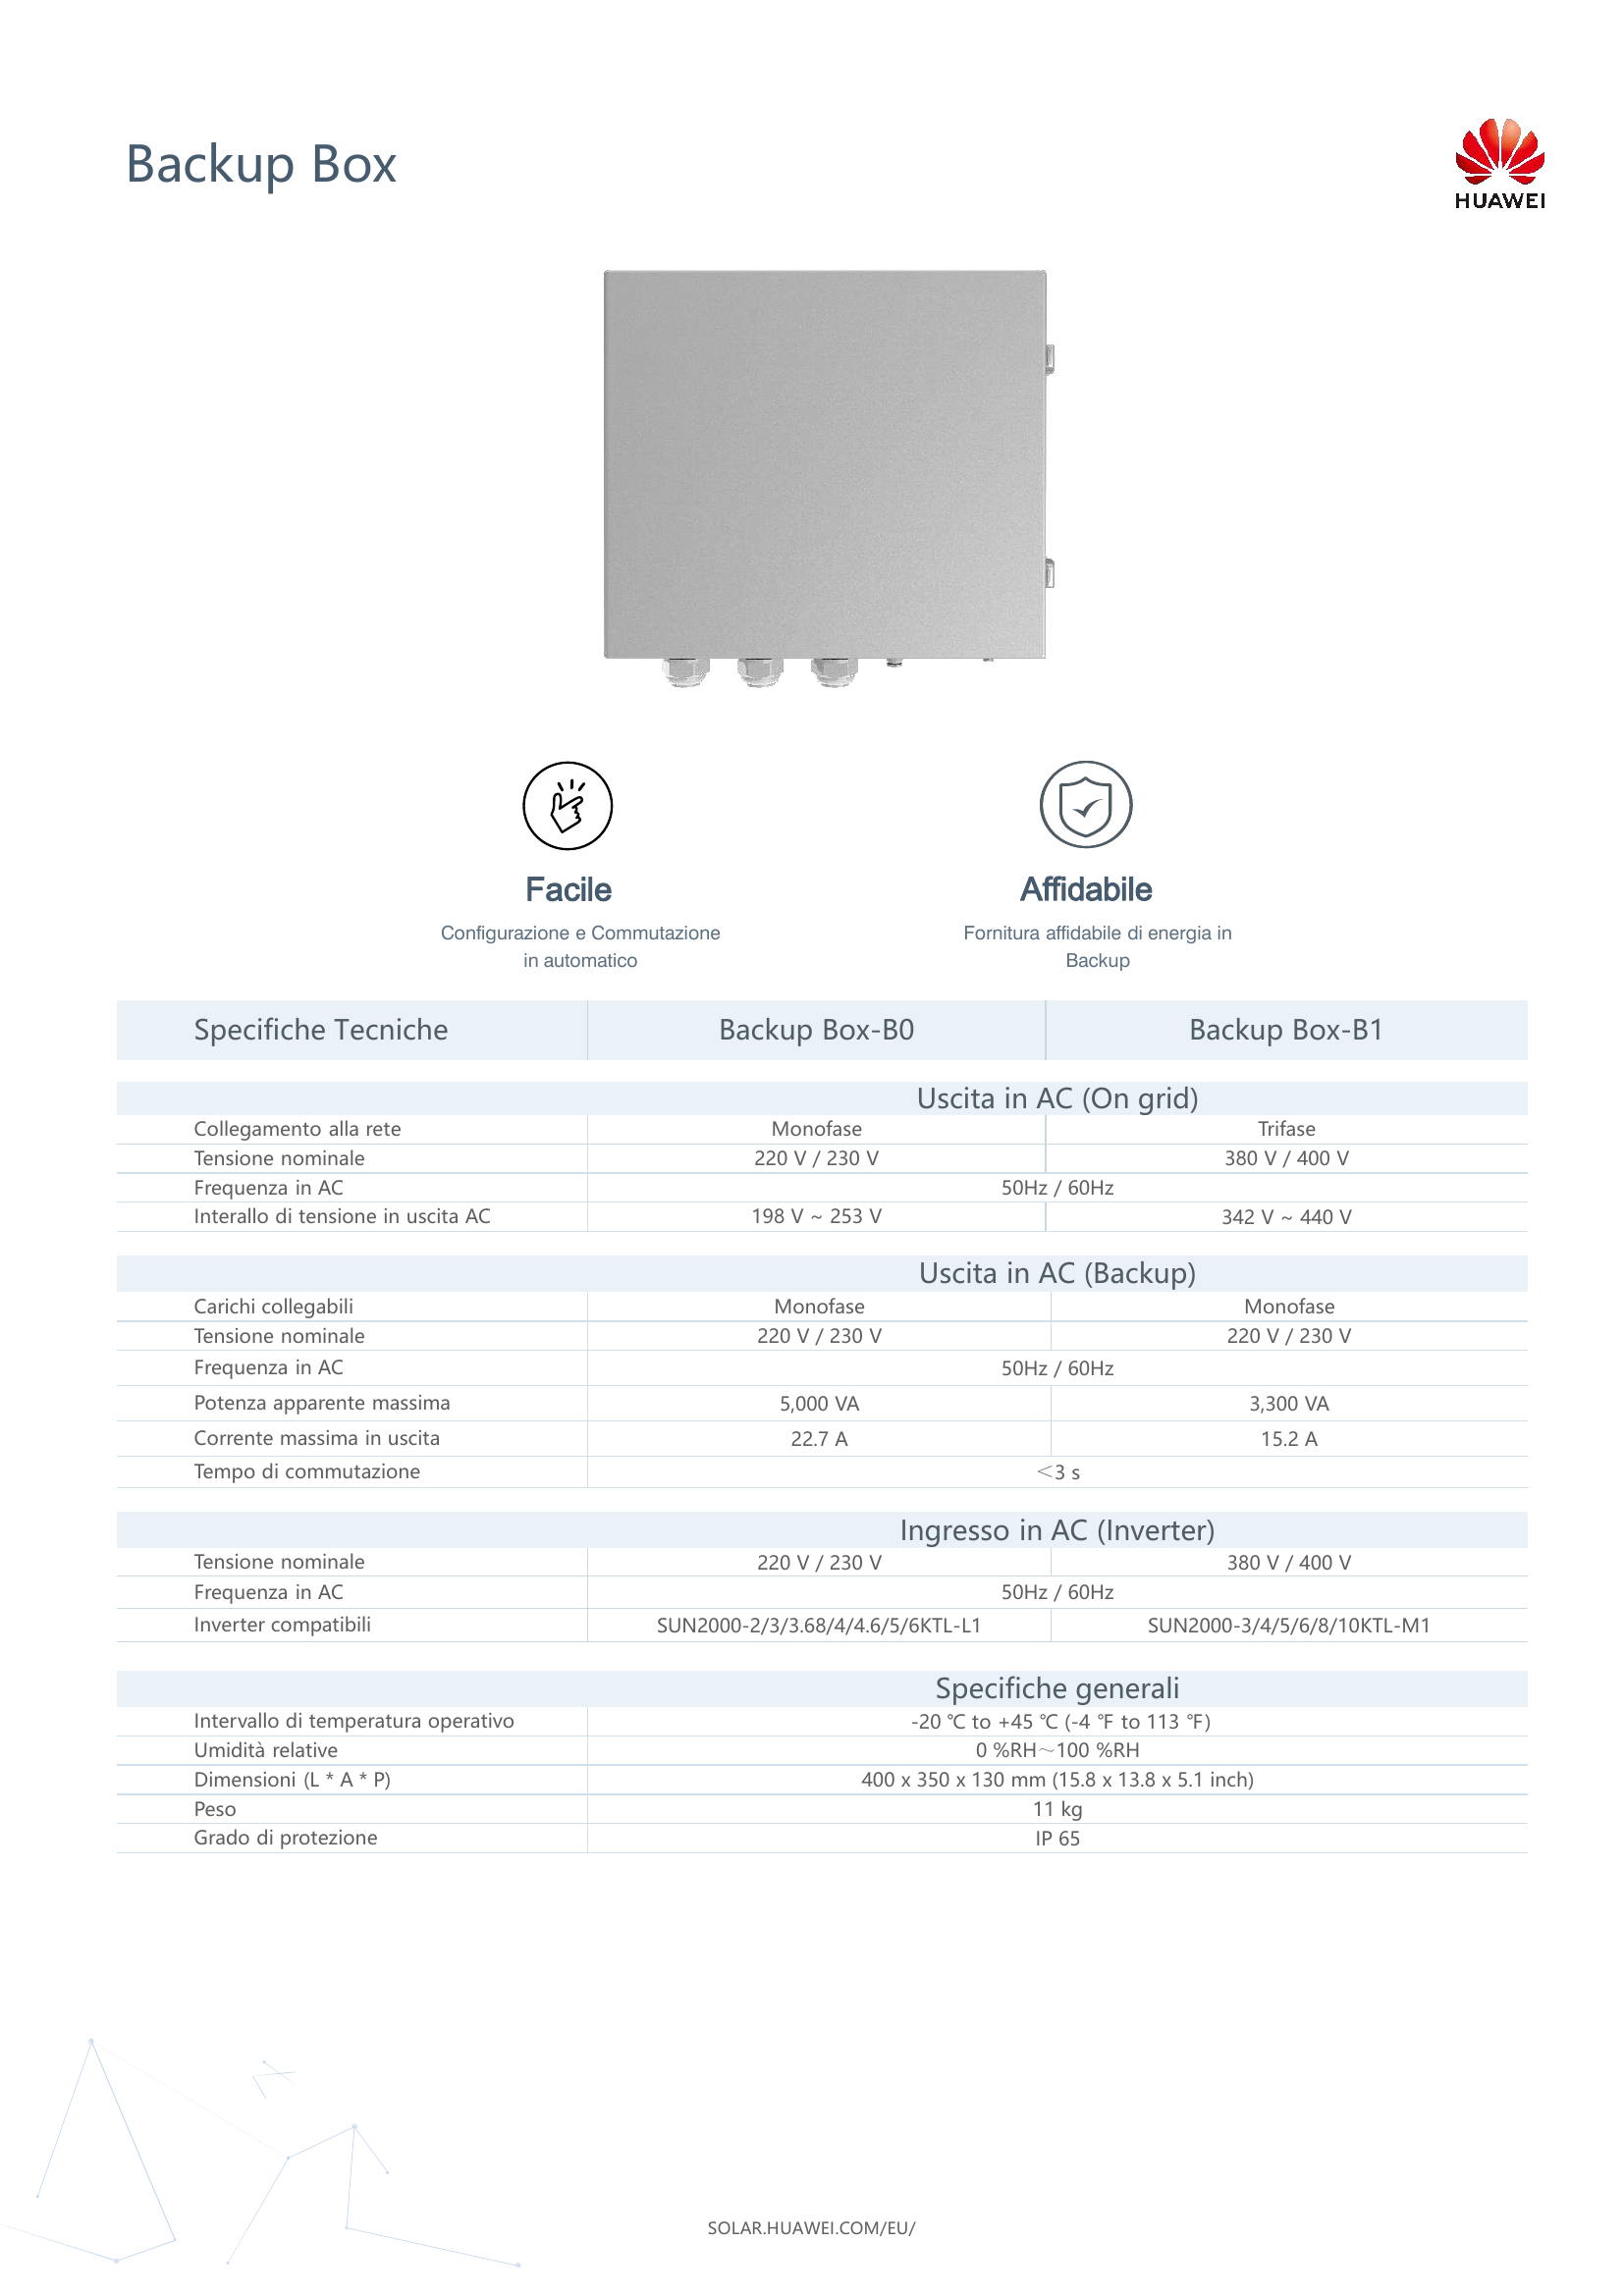 Backup Box
HUAWEI
Facile
Configurazione e Commutazione
in automatico
Affidabile
Fornitura affidabile di energia in
Backup
Specifiche Tecniche Backup Box-B0 Backup Box-B1
Uscita in AC (On grid)
Collegamento alla rete Monofase Trifase
Tensione nominale 220 V / 230 V 380 V / 400 V
Frequenza in AC 50Hz / 60Hz
Interallo di tensione in uscita AC 198 V ~ 253 V 342 V ~ 440 V
Uscita in AC (Backup)
Carichi collegabili Monofase Monofase
Tensione nominale 220 V / 230 V 220 V / 230 V
Frequenza in AC 50Hz / 60Hz
Potenza apparente massima 5,000 VA 3,300 VA
Corrente massima in uscita 22.7 A 15.2 A
Tempo di commutazione ＜3 s
Ingresso in AC (Inverter)
Tensione nominale 220 V / 230 V 380 V / 400 V
Frequenza in AC 50Hz / 60Hz
Inverter compatibili SUN2000-2/3/3.68/4/4.6/5/6KTL-L1 SUN2000-3/4/5/6/8/10KTL-M1
Specifiche generali
Intervallo di temperatura operativo -20 ℃ to +45 ℃ (-4 ℉ to 113 ℉)
Umidità relative 0 %RH～100 %RH
Dimensioni (L * A * P) 400 x 350 x 130 mm (15.8 x 13.8 x 5.1 inch)
Peso 11 kg
Grado di protezione IP 65
SOLAR.HUAWEI.COM/EU/